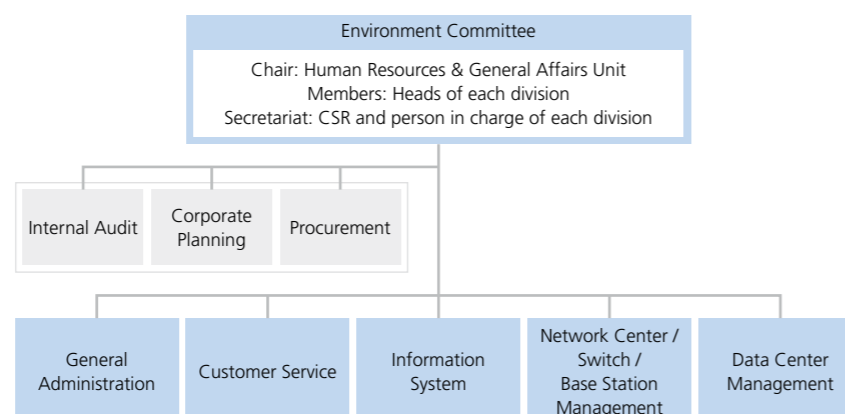 Environment Committee
Chair: Human Resources & General Affairs Unit
Members: Heads of each division
Secretariat: CSR and person in charge of each division
Internal Audit
Corporate
Planning
Procurement
General
Administration
Customer Service
Information
System
Network Center /
Switch /
Base Station
Management
Data Center
Management